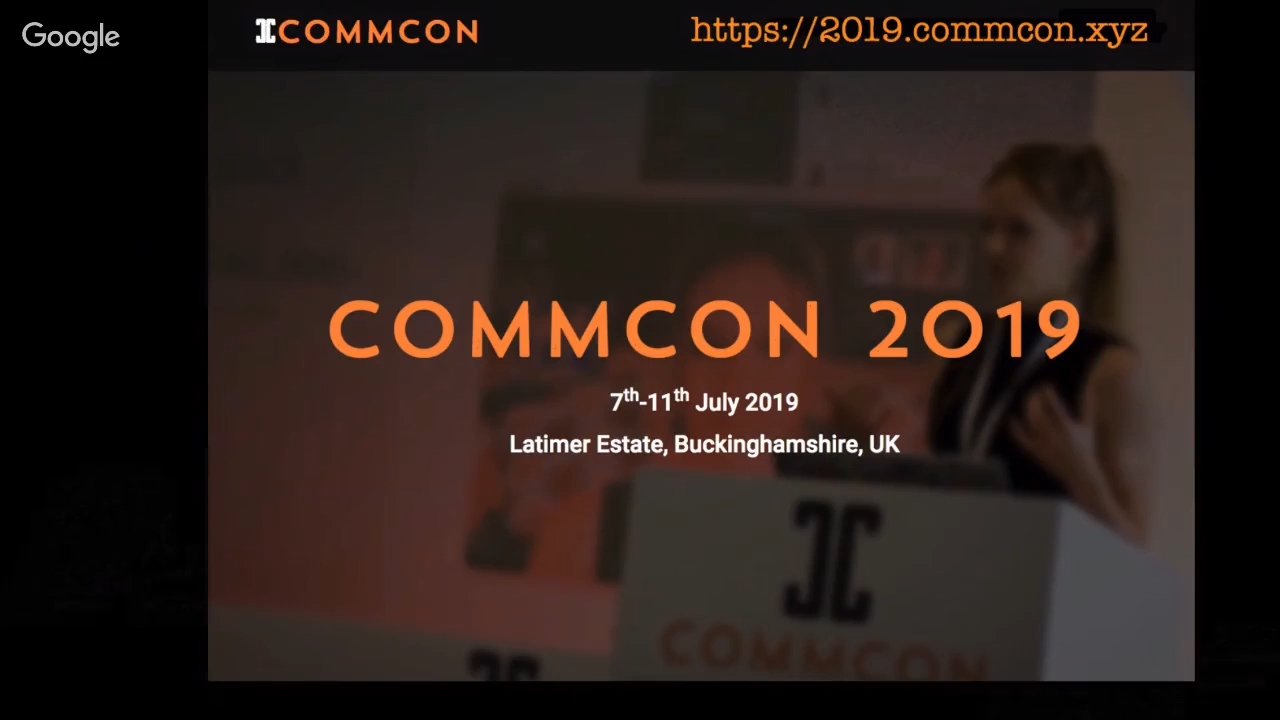 Google
COMMCON
https://2019.commcon.xyz
COMMCON 2019
7th-11th July 2019
Latimer Estate, Buckinghamshire, UK
COMMCON